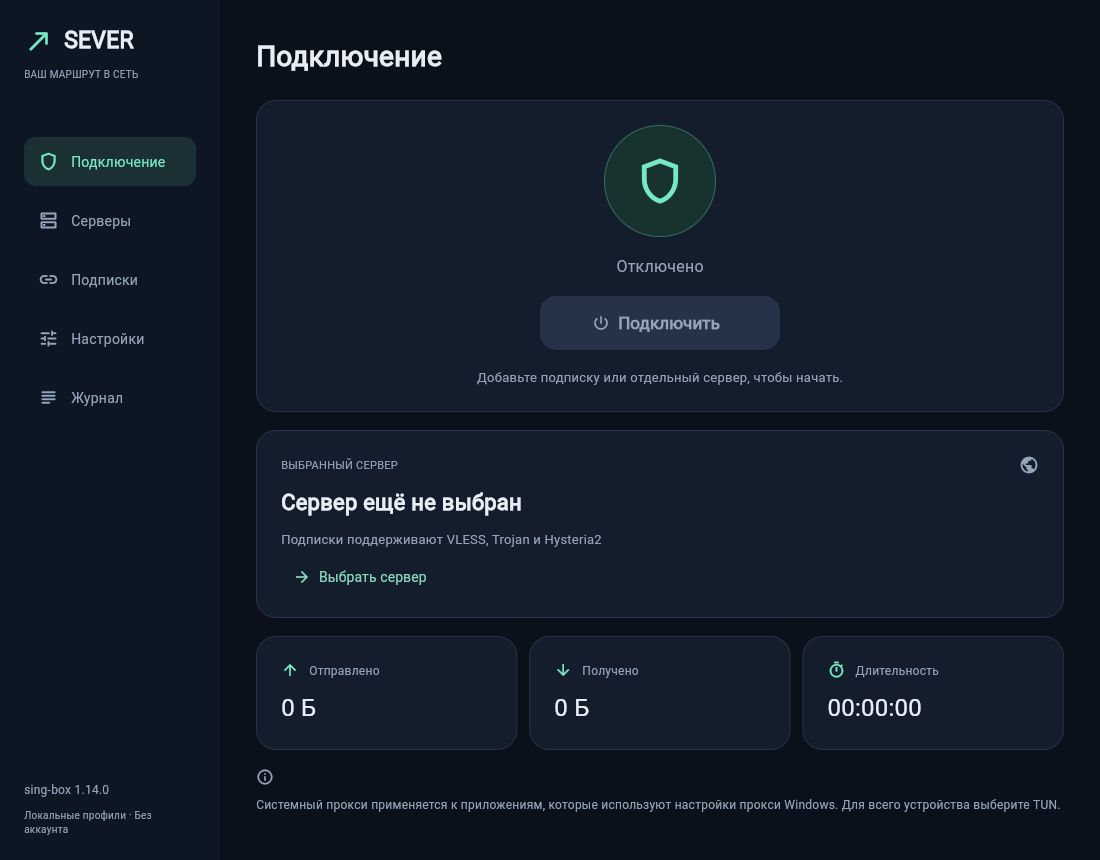 SEVER
ВАШ МАРШРУТ В СЕТЬ
Подключение
Серверы
Подписки
Настройки
Журнал
sing-box 1.14.0
Локальные профили · Без
аккаунта
Подключение
Отключено
Подключить
Добавьте подписку или отдельный сервер, чтобы начать.
ВЫБРАННЫЙ СЕРВЕР
Сервер ещё не выбран
Подписки поддерживают VLESS, Trojan и Hysteria2
Выбрать сервер
Отправлено
0 Б
Получено
0 Б
Длительность
00:00:00
Системный прокси применяется к приложениям, которые используют настройки прокси Windows. Для всего устройства выберите TUN.